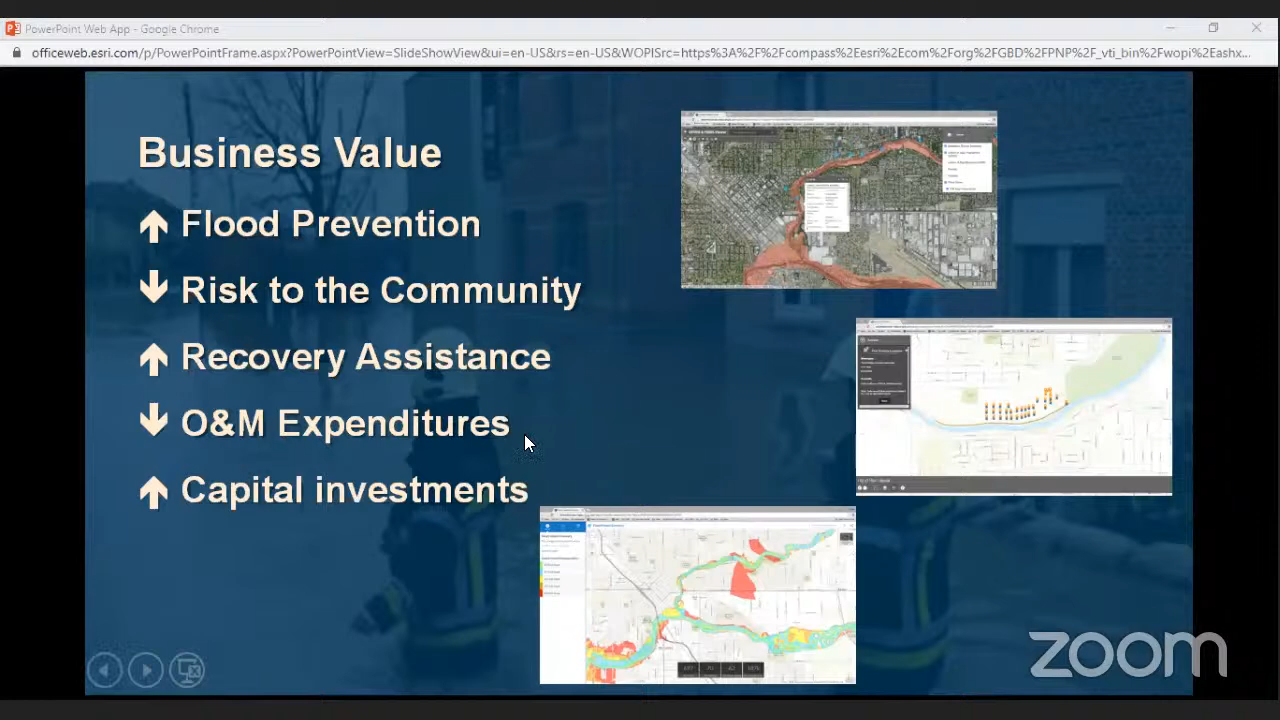 PowerPoint Web App - Google Chrome
officeweb.esri.com/p/PowerPointFrame.aspx?PowerPointView=SlideShowView&ui=en-US&rs=en-US&WOPISrc=https%3A%2F%2Fcompass%2Eesri%2Ecom%2Forg%2FGBD%2FPNP%2F_vti_bin%2Fwopi%2Eashx...
Business Value
Flood Prevention
Risk to the Community
Recovery Assistance
O&M Expenditures
Capital investments
zoom